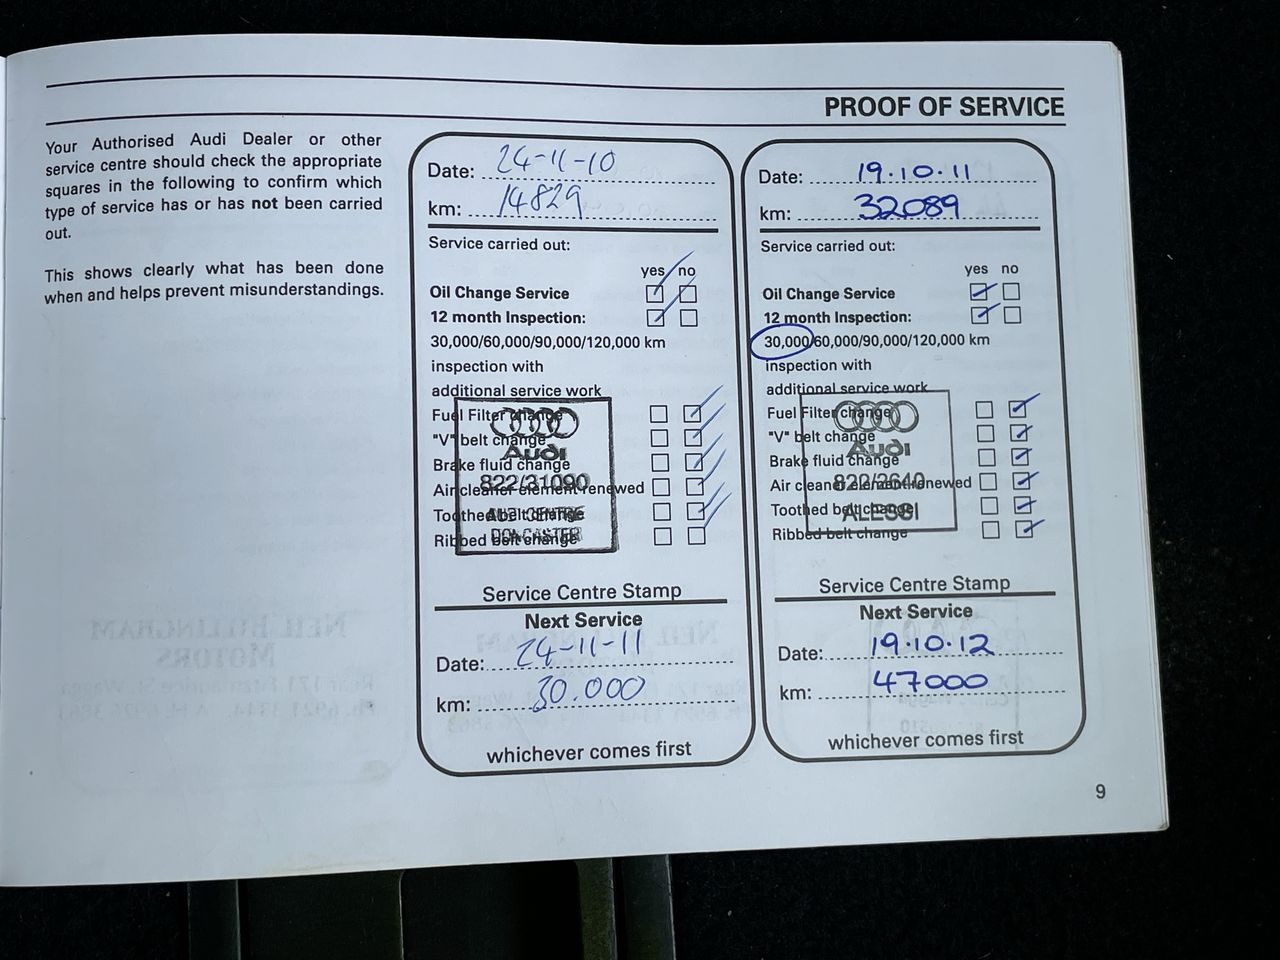 PROOF OF SERVICE
Your Authorised Audi Dealer or other
service centre should check the appropriate
squares in the following to confirm which
type of service has or has not been carried
out.
This shows clearly what has been done
when and helps prevent misunderstandings.
Date: 24-11-10
km: 14829
Service carried out:
yes no
Oil Change Service
12 month Inspection:
30,000/60,000/90,000/120,000 km
inspection with
additional service work
Fuel Filter change
"V" belt change
Brake fluid change
Air cleaner element renewed
Toothed belt change
Ribbed belt change
Audi
822/31090
AUDI CENTRE
DONCASTER
Service Centre Stamp
Next Service
Date: 24-11-11
km: 30.000
whichever comes first
Date: 19.10.11
km: 32089
Service carried out:
yes no
Oil Change Service
12 month Inspection:
30,000/60,000/90,000/120,000 km
inspection with
additional service work
Fuel Filter change
"V" belt change
Brake fluid change
Air cleaner element renewed
Toothed belt change
Ribbed belt change
Audi
822/2640
ALESSI
Service Centre Stamp
Next Service
Date: 19.10.12
km: 47000
whichever comes first
9